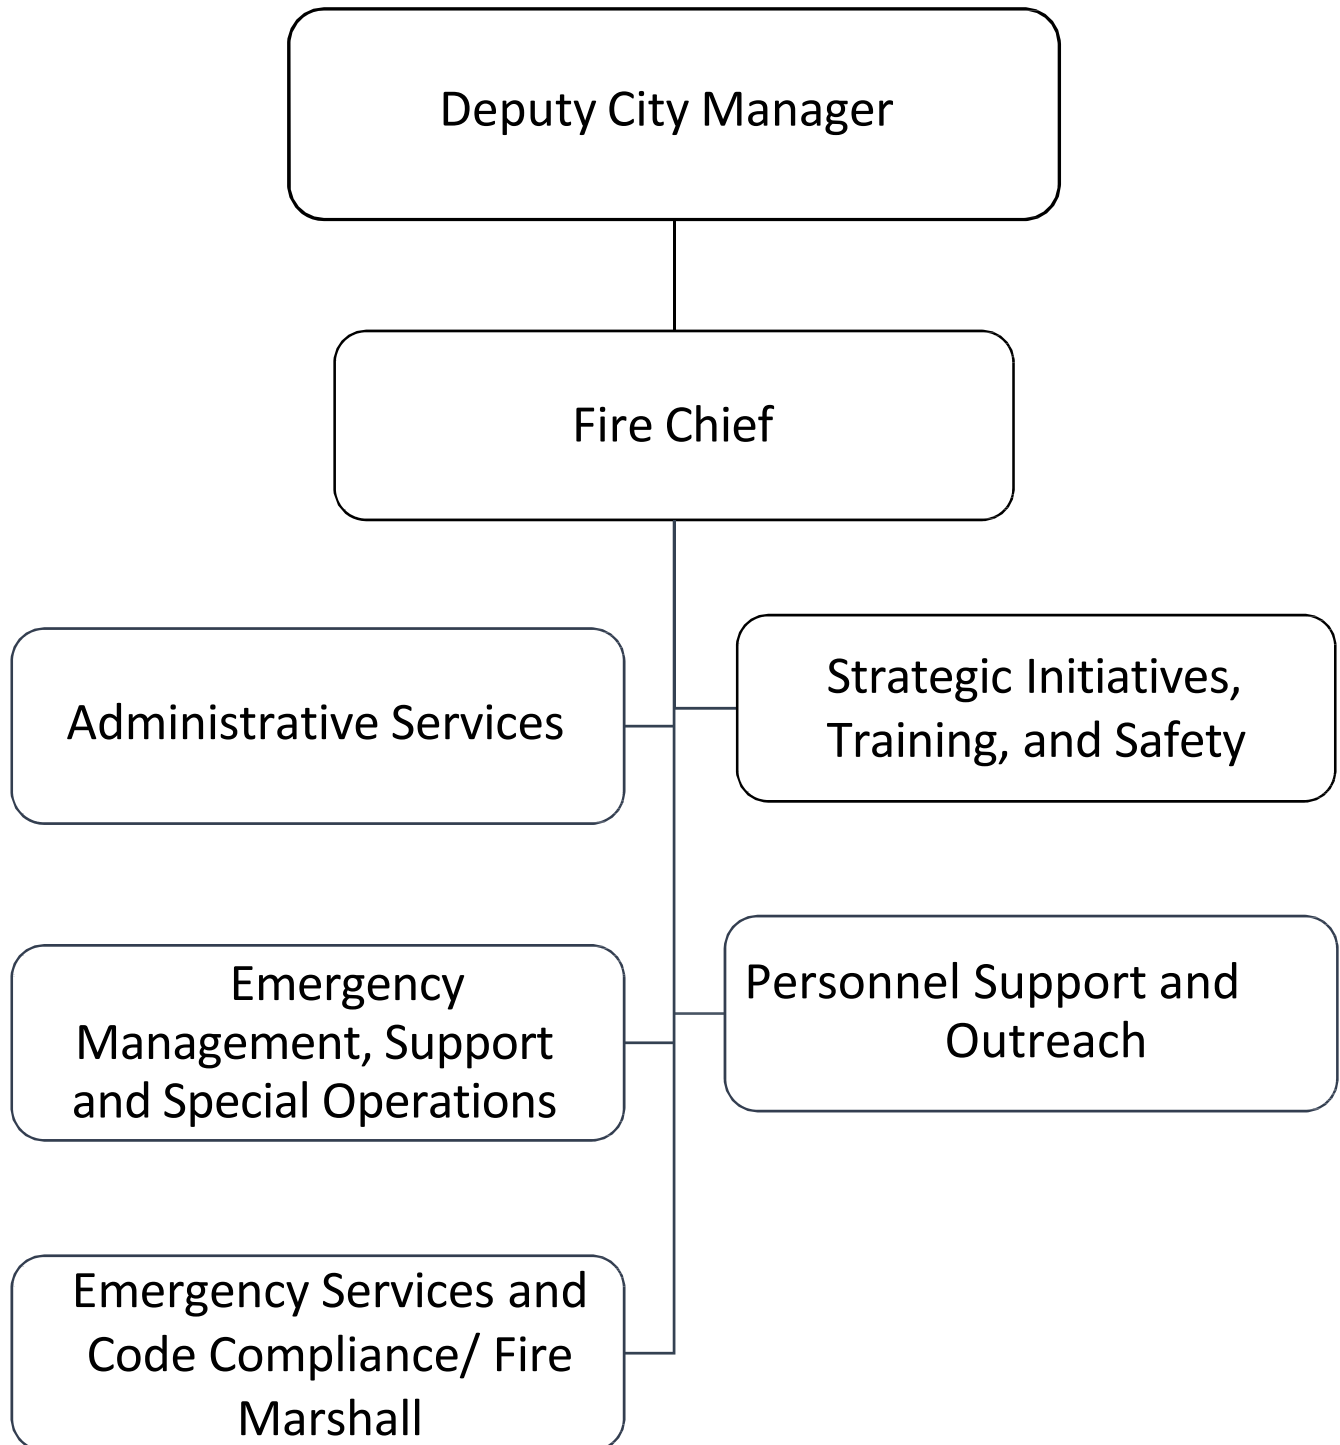 Deputy City Manager
Fire Chief
Administrative Services
Strategic Initiatives,
Training, and Safety
Emergency
Management, Support
and Special Operations
Personnel Support and
Outreach
Emergency Services and
Code Compliance/ Fire
Marshall